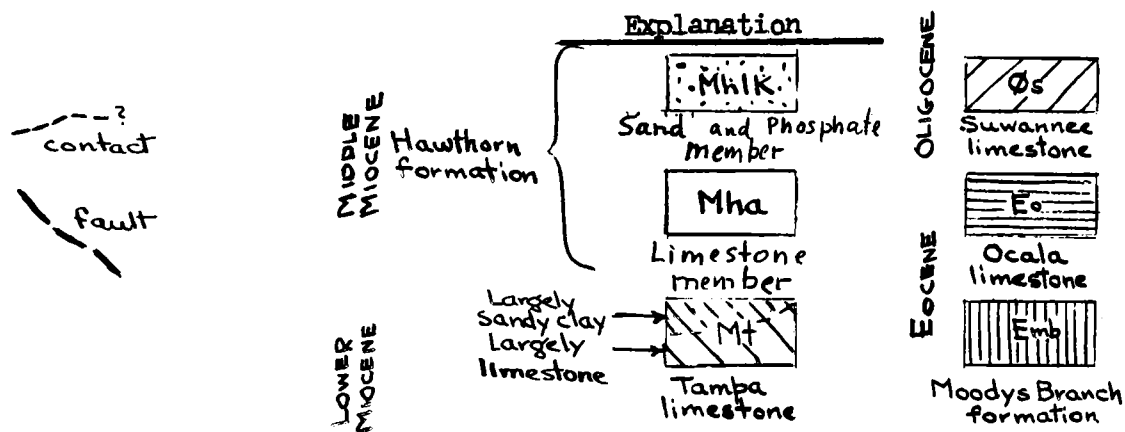 Explanation
---?
contact
fault
MIDDLE
MIOCENE
Hawthorn
formation
Mhlk
Sand and Phosphate
member
Mha
Limestone
member
LOWER
MIOCENE
Largely
Sandy clay
Largely
limestone
Mt
Tampa
limestone
OLIGOCENE
Øs
Suwannee
limestone
EOCENE
Eo
Ocala
limestone
Emb
Moodys Branch
formation